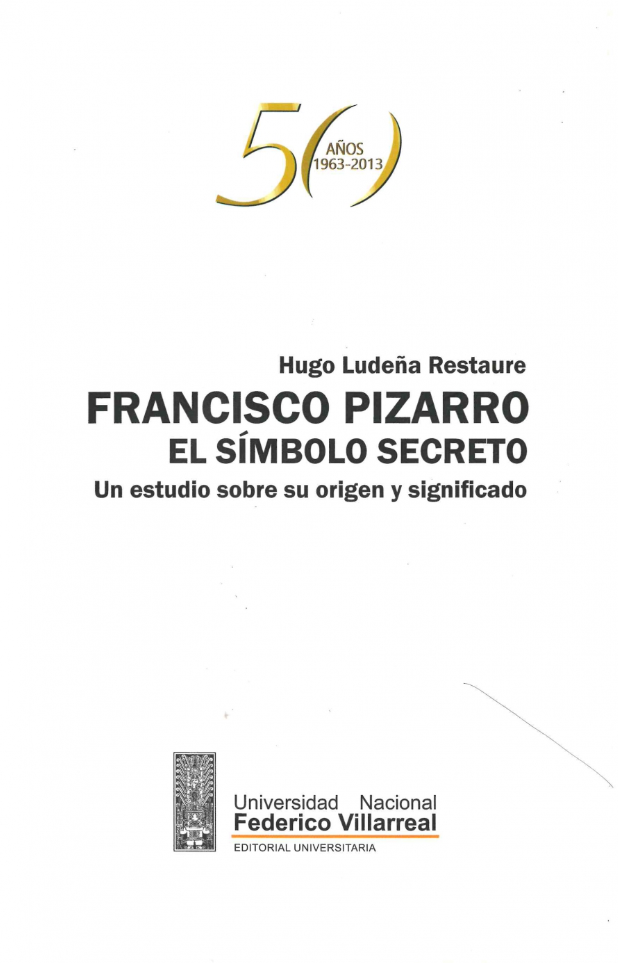 50
AÑOS
1963-2013
Hugo Ludeña Restaure
FRANCISCO PIZARRO
EL SÍMBOLO SECRETO
Un estudio sobre su origen y significado
Universidad Nacional
Federico Villarreal
EDITORIAL UNIVERSITARIA